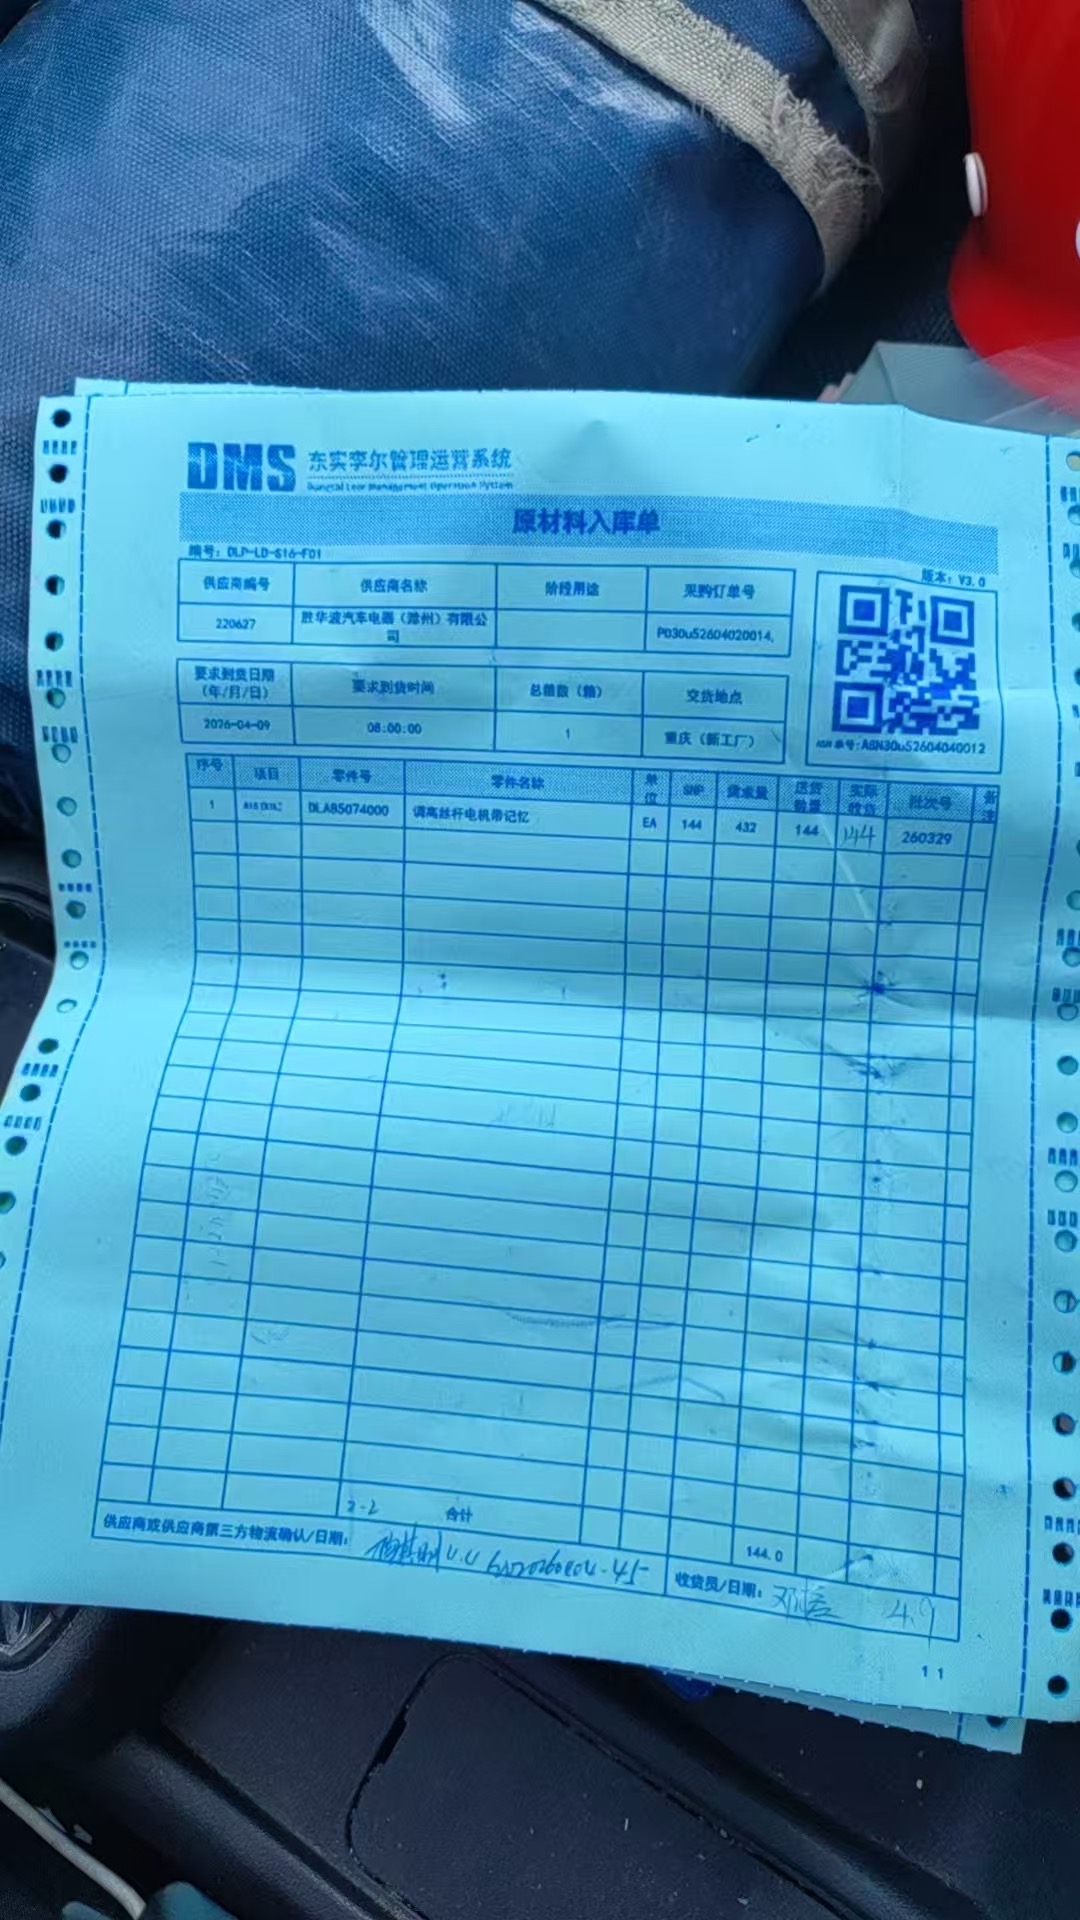 DMS 东实李尔管理运营系统
Dongshi Lear Management Operation System
原材料入库单
编号：DLP-LD-S16-F01
版本：V3.0
供应商编号 供应商名称 阶段用途 采购订单号
220627 胜华波汽车电器（滁州）有限公司 PO30u52604020014,
要求到货日期（年/月/日） 要求到货时间 总箱数（箱） 交货地点
2026-04-09 08:00:00 1 重庆（新工厂）
ASN单号:ASN30u52604040012
序号 项目 零件号 零件名称 单位 SNP 需求量 送货数量 实际收货 批次号 备注
1 DLA85074000 调高丝杆电机带记忆 EA 144 432 144 144 260329
2-2 合计 144.0
供应商或供应商第三方物流确认/日期：
收货员/日期： 4.9
1 1